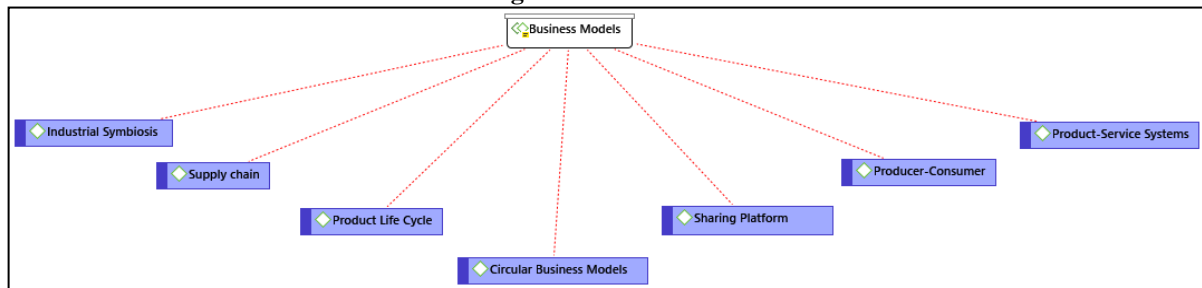 Business Models
Industrial Symbiosis
Product-Service Systems
Supply chain
Producer-Consumer
Product Life Cycle
Sharing Platform
Circular Business Models